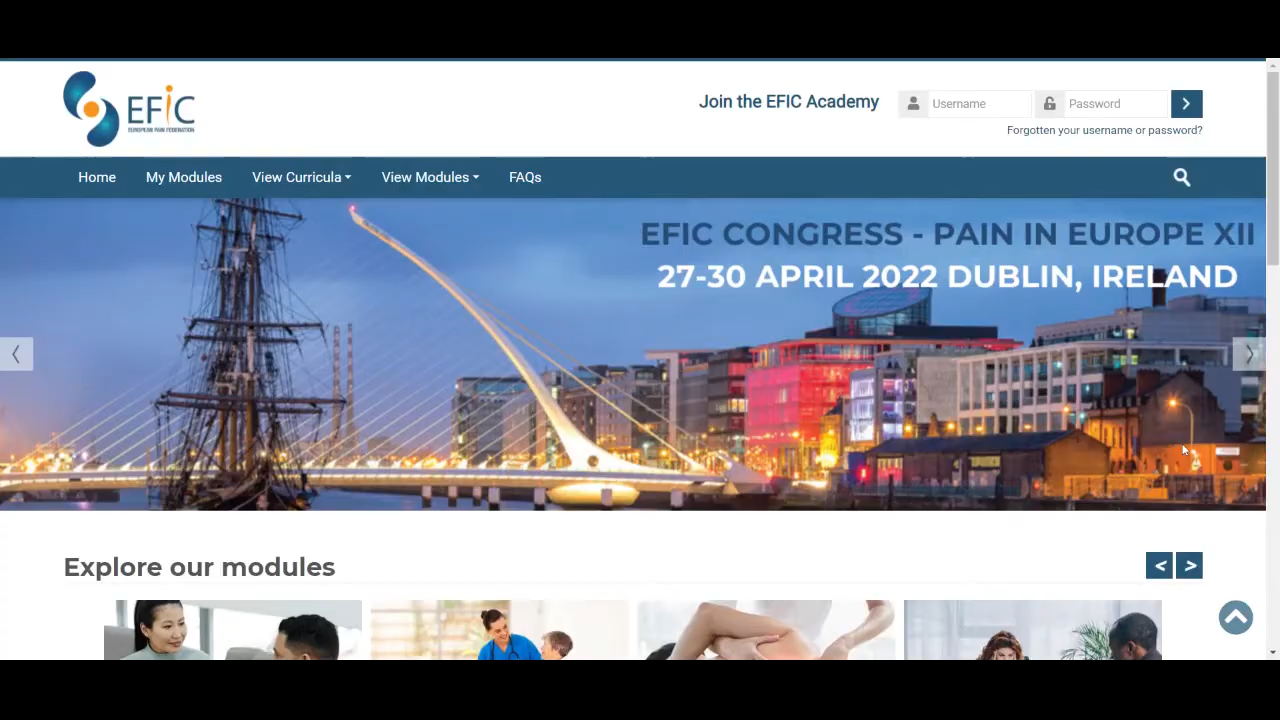 EFIC
EUROPEAN PAIN FEDERATION
Join the EFIC Academy
Username
Password
Forgotten your username or password?
Home
My Modules
View Curricula
View Modules
FAQs
EFIC CONGRESS - PAIN IN EUROPE XII
27-30 APRIL 2022 DUBLIN, IRELAND
Explore our modules